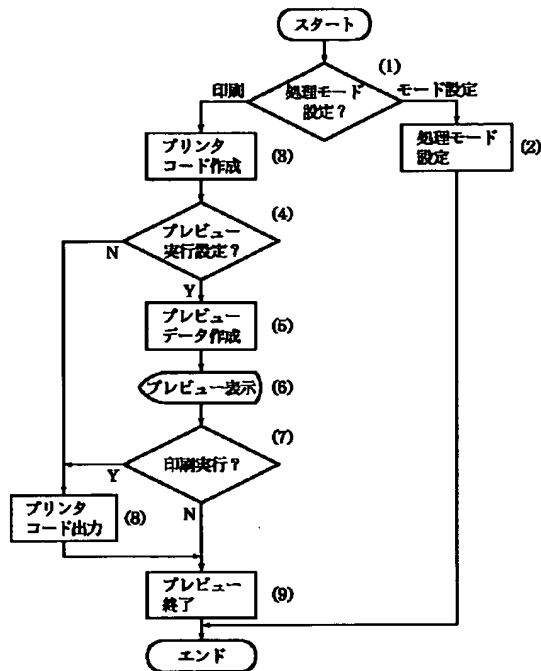 スタート
(1)
印刷
処理モード
設定?
モード設定
プリンタ
コード作成
(3)
処理モード
設定
(2)
(4)
プレビュー
実行設定?
N
Y
プレビュー
データ作成
(5)
プレビュー表示
(6)
(7)
印刷実行?
Y
N
プリンタ
コード出力
(8)
プレビュー
終了
(9)
エンド